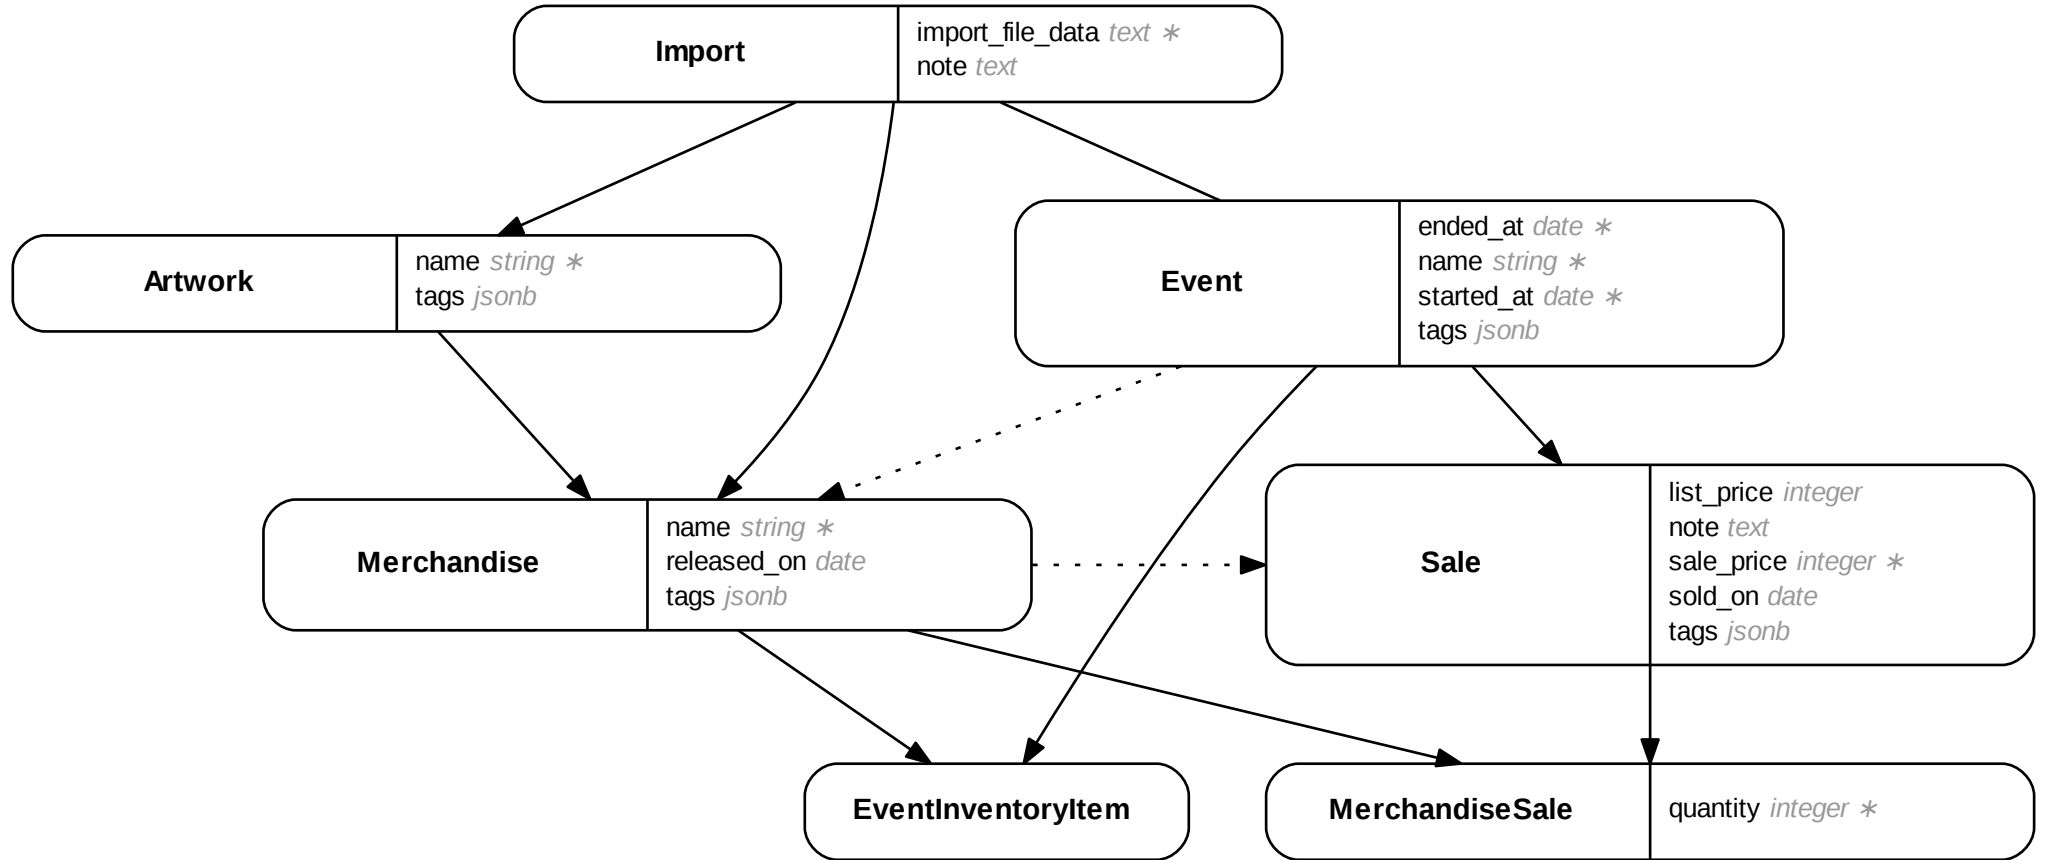 Import
import_file_data text ∗
note text
Artwork
name string ∗
tags jsonb
Event
ended_at date ∗
name string ∗
started_at date ∗
tags jsonb
Merchandise
name string ∗
released_on date
tags jsonb
Sale
list_price integer
note text
sale_price integer ∗
sold_on date
tags jsonb
EventInventoryItem
MerchandiseSale
quantity integer ∗